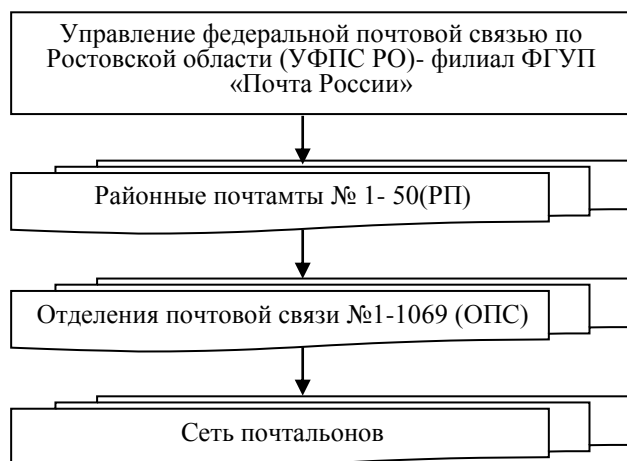 Управление федеральной почтовой связью по
Ростовской области (УФПС РО)- филиал ФГУП
«Почта России»
Районные почтамты № 1- 50(РП)
Отделения почтовой связи №1-1069 (ОПС)
Сеть почтальонов